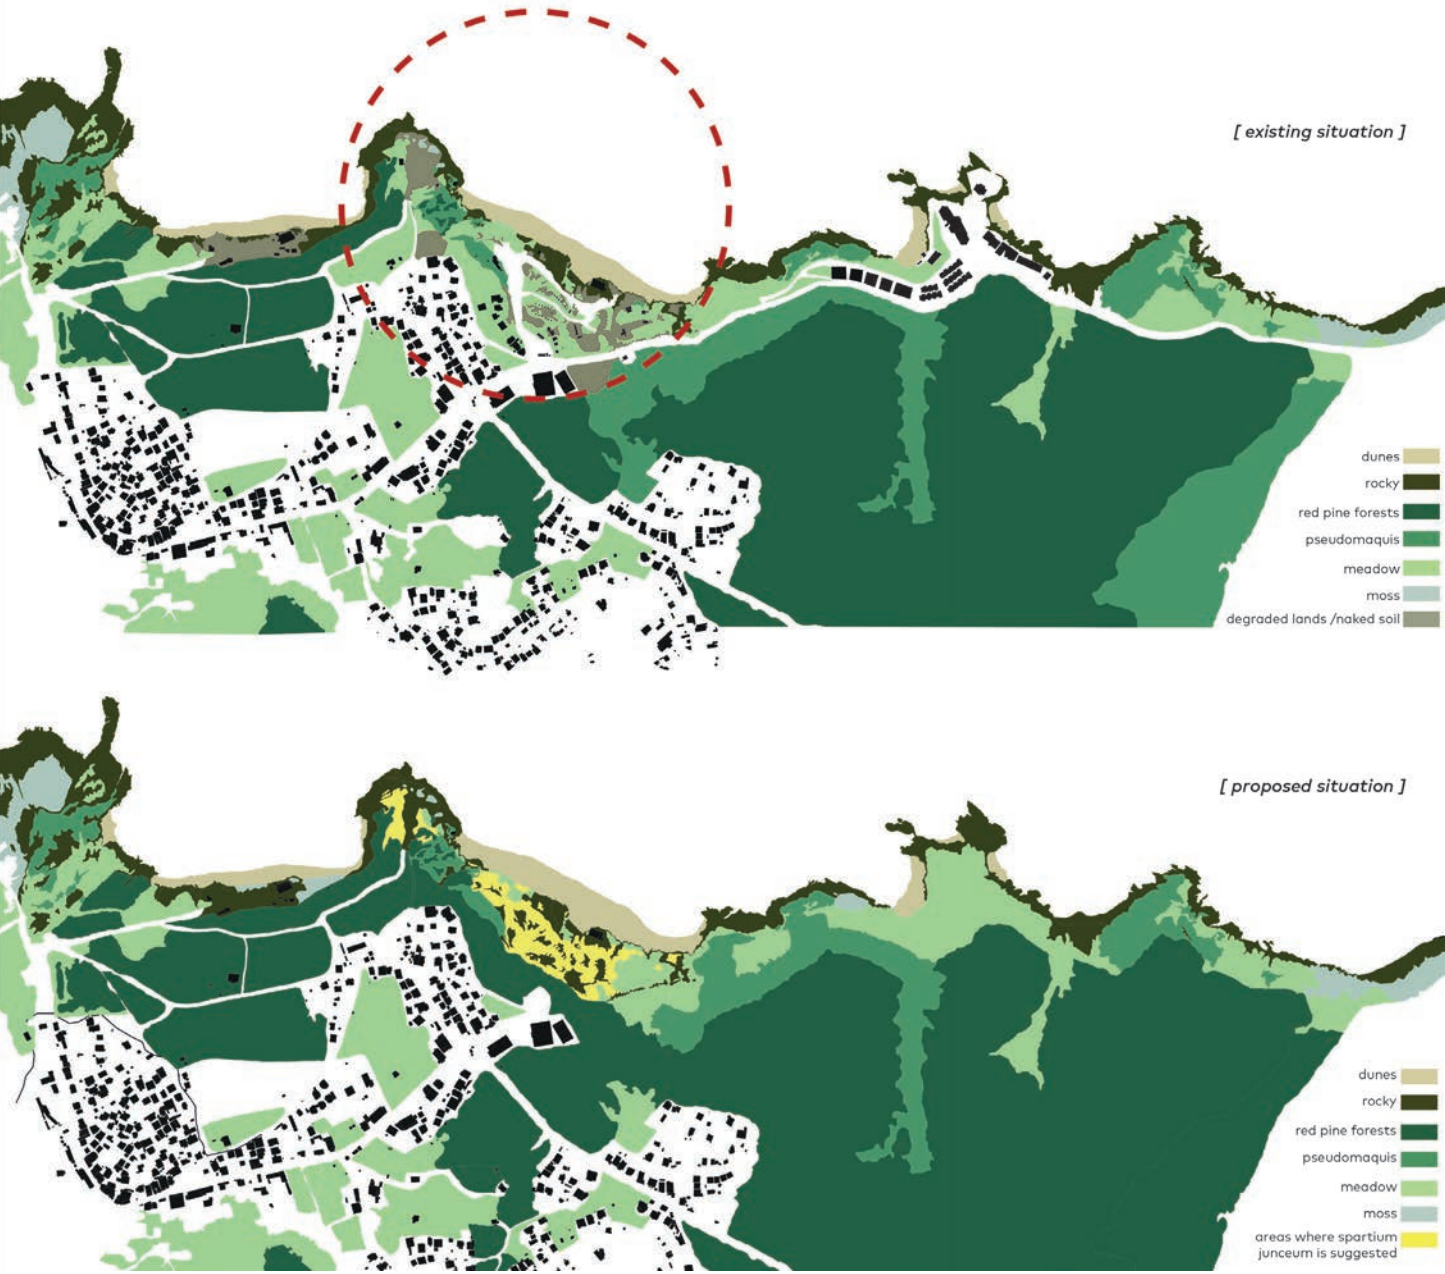 [ existing situation ]
dunes
rocky
red pine forests
pseudomaquis
meadow
moss
degraded lands /naked soil
[ proposed situation ]
dunes
rocky
red pine forests
pseudomaquis
meadow
moss
areas where spartium
junceum is suggested